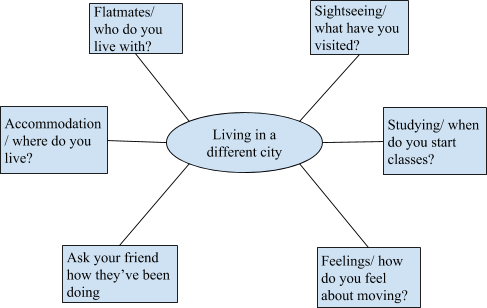 Flatmates/
who do you
live with?
Sightseeing/
what have you
visited?
Accommodation
/ where do you
live?
Living in a
different city
Studying/ when
do you start
classes?
Ask your friend
how they've been
doing
Feelings/ how
do you feel
about moving?